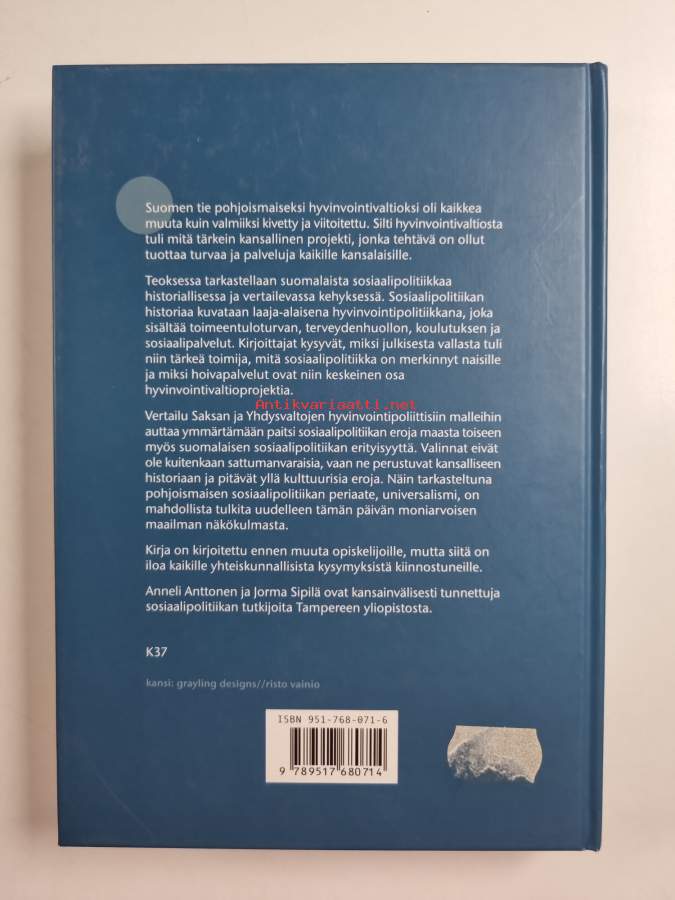 Suomen tie pohjoismaiseksi hyvinvointivaltioksi oli kaikkea
muuta kuin valmiiksi kivetty ja viitoitettu. Silti hyvinvointivaltiosta
tuli mitä tärkein kansallinen projekti, jonka tehtävä on ollut
tuottaa turvaa ja palveluja kaikille kansalaisille.
Teoksessa tarkastellaan suomalaista sosiaalipolitiikkaa
historiallisessa ja vertailevassa kehyksessä. Sosiaalipolitiikan
historiaa kuvataan laaja-alaisena hyvinvointipolitiikkana, joka
sisältää toimeentuloturvan, terveydenhuollon, koulutuksen ja
sosiaalipalvelut. Kirjoittajat kysyvät, miksi julkisesta vallasta tuli
niin tärkeä toimija, mitä sosiaalipolitiikka on merkinnyt naisille
ja miksi hoivapalvelut ovat niin keskeinen osa
hyvinvointivaltioprojektia.
Antikvariaatti.net
Vertailu Saksan ja Yhdysvaltojen hyvinvointipoliittisiin malleihin
auttaa ymmärtämään paitsi sosiaalipolitiikan eroja maasta toiseen
myös suomalaisen sosiaalipolitiikan erityisyyttä. Valinnat eivät
ole kuitenkaan sattumanvaraisia, vaan ne perustuvat kansalliseen
historiaan ja pitävät yllä kulttuurisia eroja. Näin tarkasteltuna
pohjoismaisen sosiaalipolitiikan periaate, universalismi, on
mahdollista tulkita uudelleen tämän päivän moniarvoisen
maailman näkökulmasta.
Kirja on kirjoitettu ennen muuta opiskelijoille, mutta siitä on
iloa kaikille yhteiskunnallisista kysymyksistä kiinnostuneille.
Anneli Anttonen ja Jorma Sipilä ovat kansainvälisesti tunnettuja
sosiaalipolitiikan tutkijoita Tampereen yliopistosta.
K37
kansi: grayling designs//risto vainio
ISBN 951-768-071-6
9 789517 680714